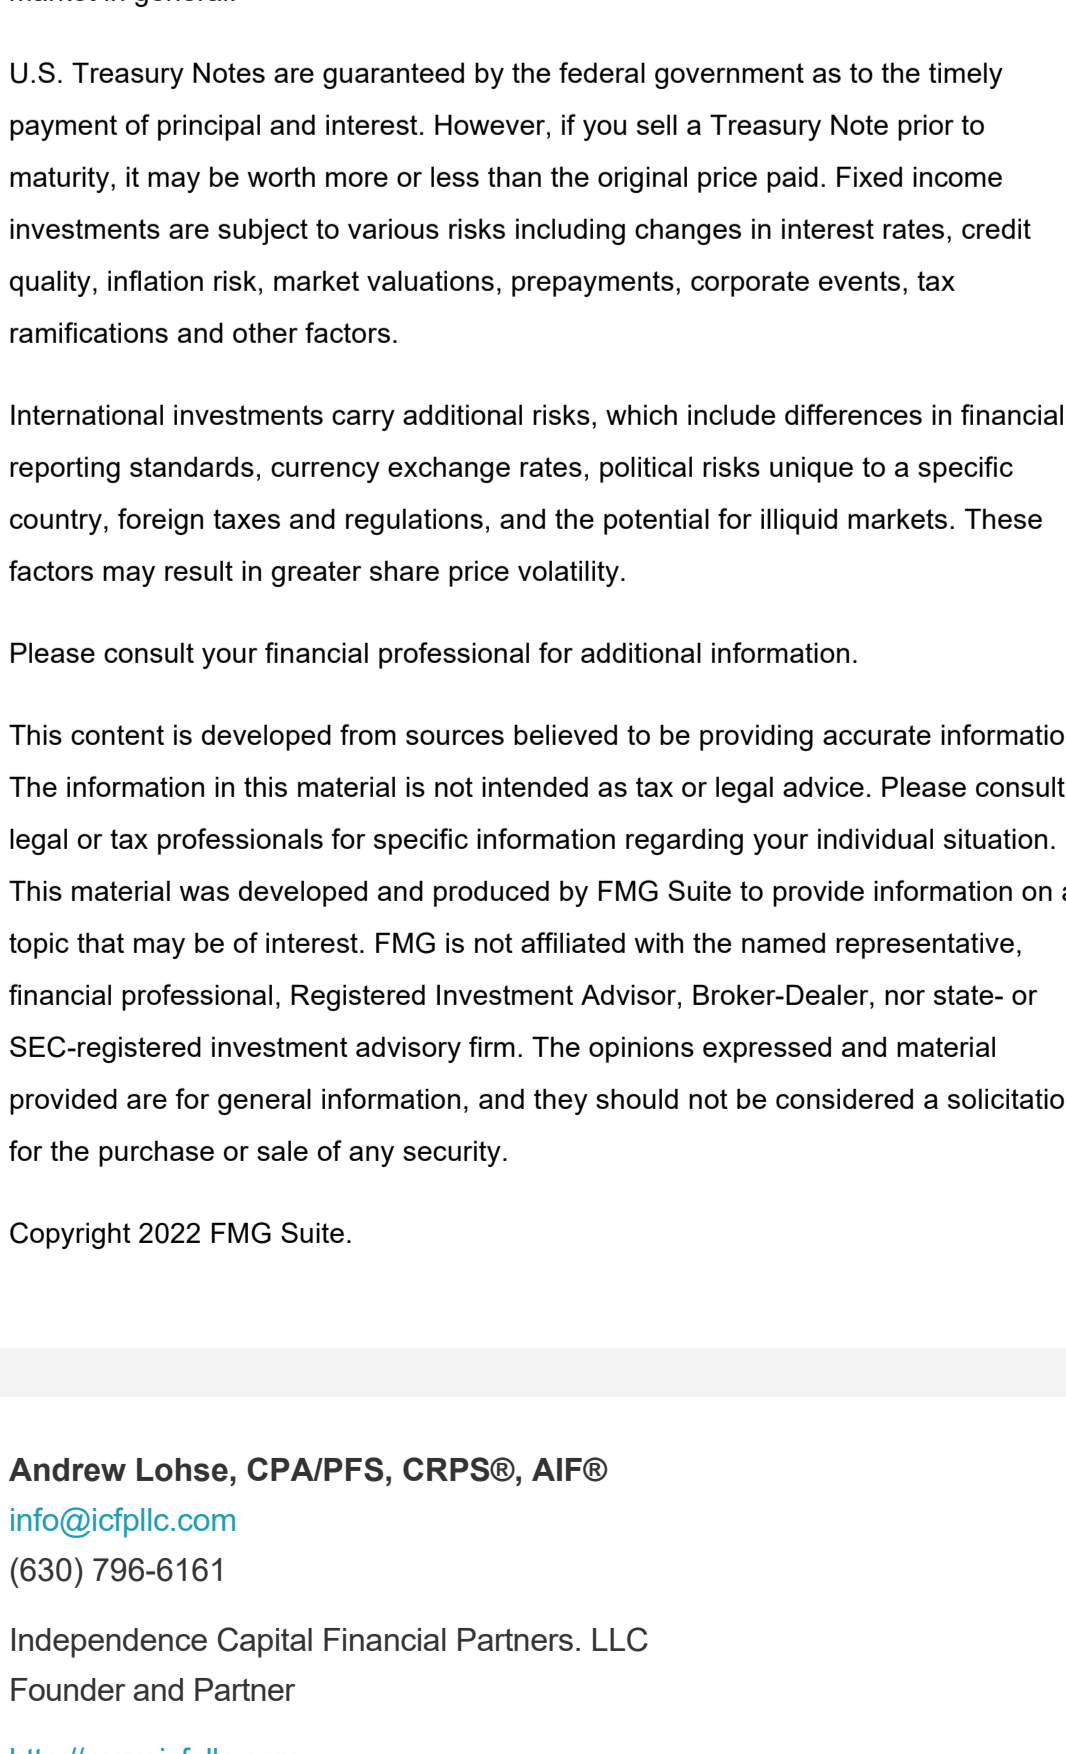 U.S. Treasury Notes are guaranteed by the federal government as to the timely
payment of principal and interest. However, if you sell a Treasury Note prior to
maturity, it may be worth more or less than the original price paid. Fixed income
investments are subject to various risks including changes in interest rates, credit
quality, inflation risk, market valuations, prepayments, corporate events, tax
ramifications and other factors.
International investments carry additional risks, which include differences in financial
reporting standards, currency exchange rates, political risks unique to a specific
country, foreign taxes and regulations, and the potential for illiquid markets. These
factors may result in greater share price volatility.
Please consult your financial professional for additional information.
This content is developed from sources believed to be providing accurate informatio
The information in this material is not intended as tax or legal advice. Please consult
legal or tax professionals for specific information regarding your individual situation.
This material was developed and produced by FMG Suite to provide information on a
topic that may be of interest. FMG is not affiliated with the named representative,
financial professional, Registered Investment Advisor, Broker-Dealer, nor state- or
SEC-registered investment advisory firm. The opinions expressed and material
provided are for general information, and they should not be considered a solicitatio
for the purchase or sale of any security.
Copyright 2022 FMG Suite.
Andrew Lohse, CPA/PFS, CRPS®, AIF®
info@icfpllc.com
(630) 796-6161
Independence Capital Financial Partners. LLC
Founder and Partner